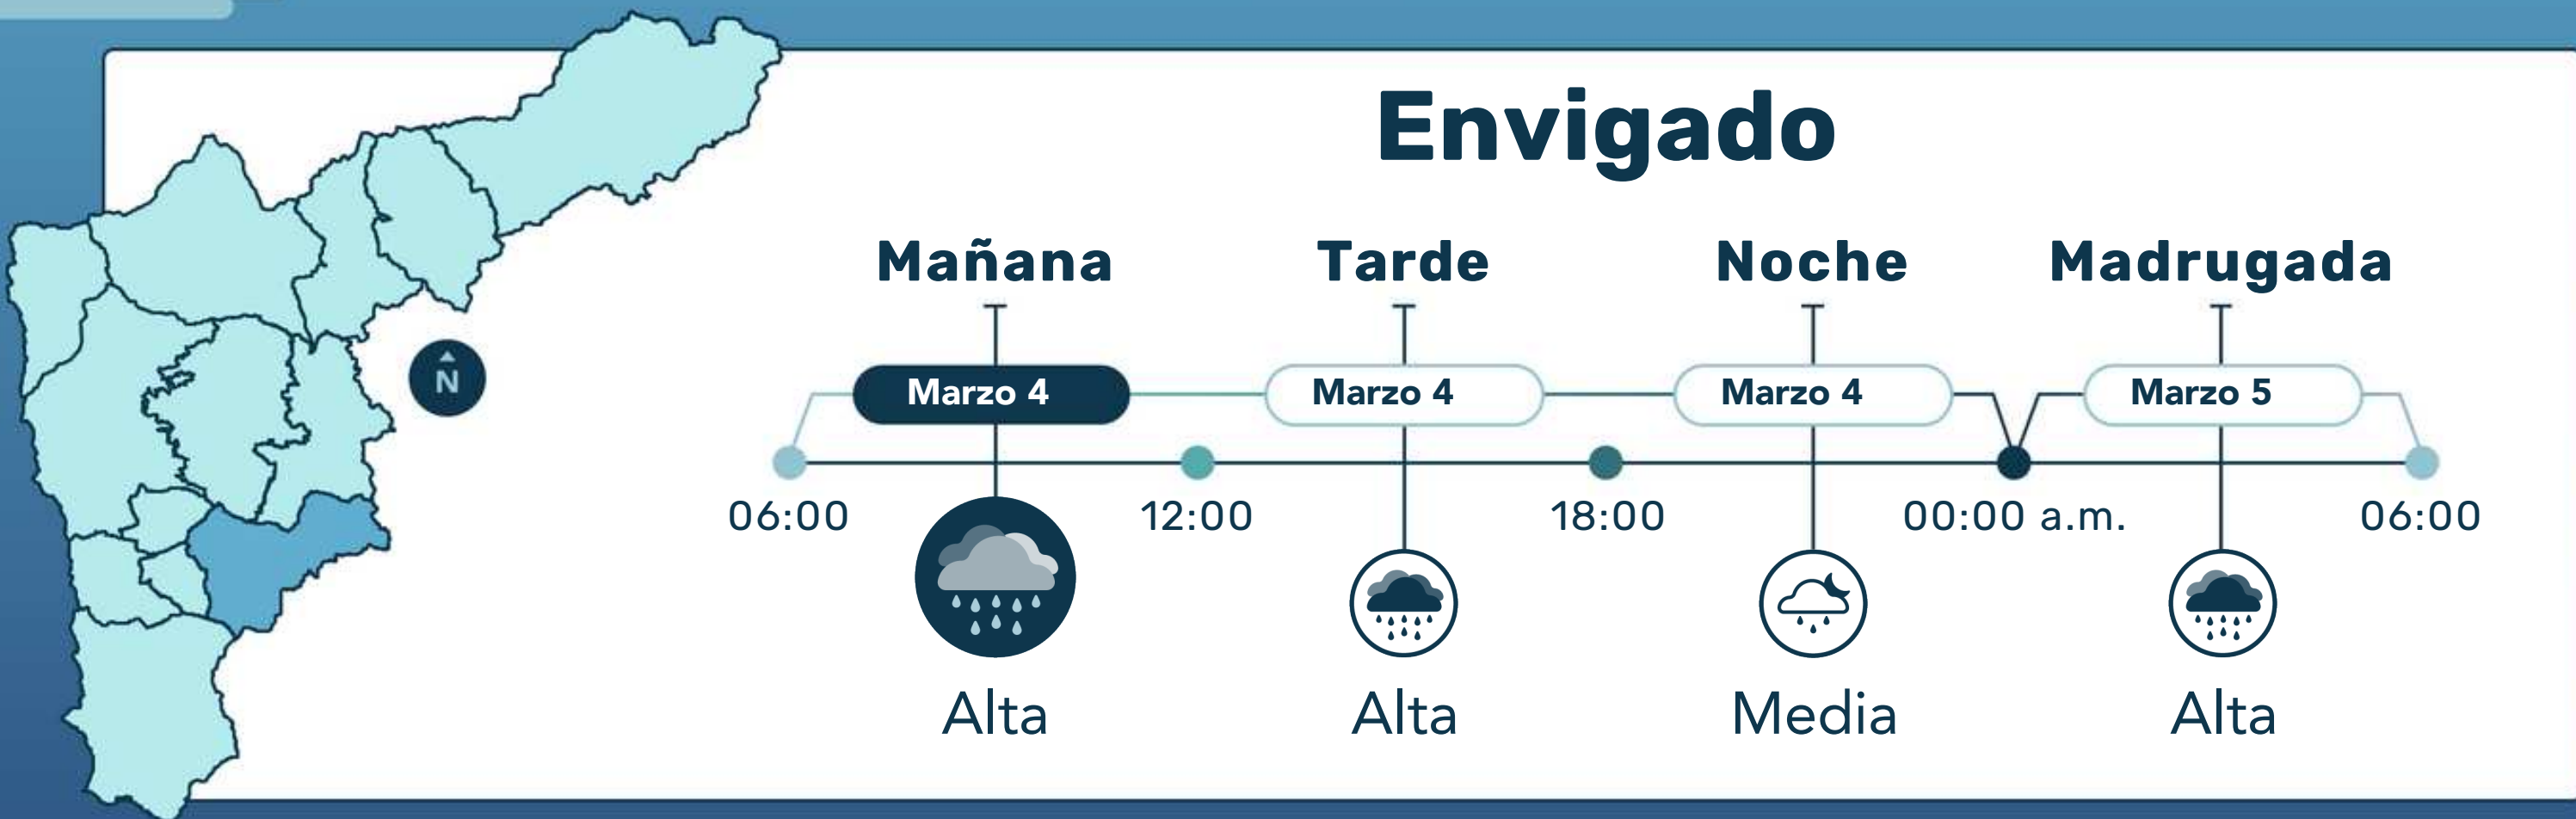 Envigado
Mañana Tarde Noche Madrugada
Marzo 4 Marzo 4 Marzo 4 Marzo 5
N
06:00 12:00 18:00 00:00 a.m. 06:00
Alta Alta Media Alta